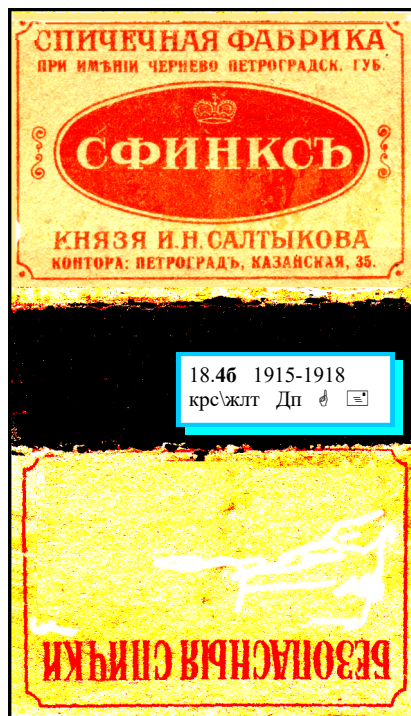 СПИЧЕЧНАЯ ФАБРИКА
ПРИ ИМѢНІИ ЧЕРНЕВО ПЕТРОГРАДСК. ГУБ.
СФИНКСЪ
КНЯЗЯ И.Н.САЛТЫКОВА
КОНТОРА: ПЕТРОГРАДЪ, КАЗАНСКАЯ, 35.
18.4б 1915-1918
крс\жлт Дп
БЕЗОПАСНЫЯ СПИЧКИ